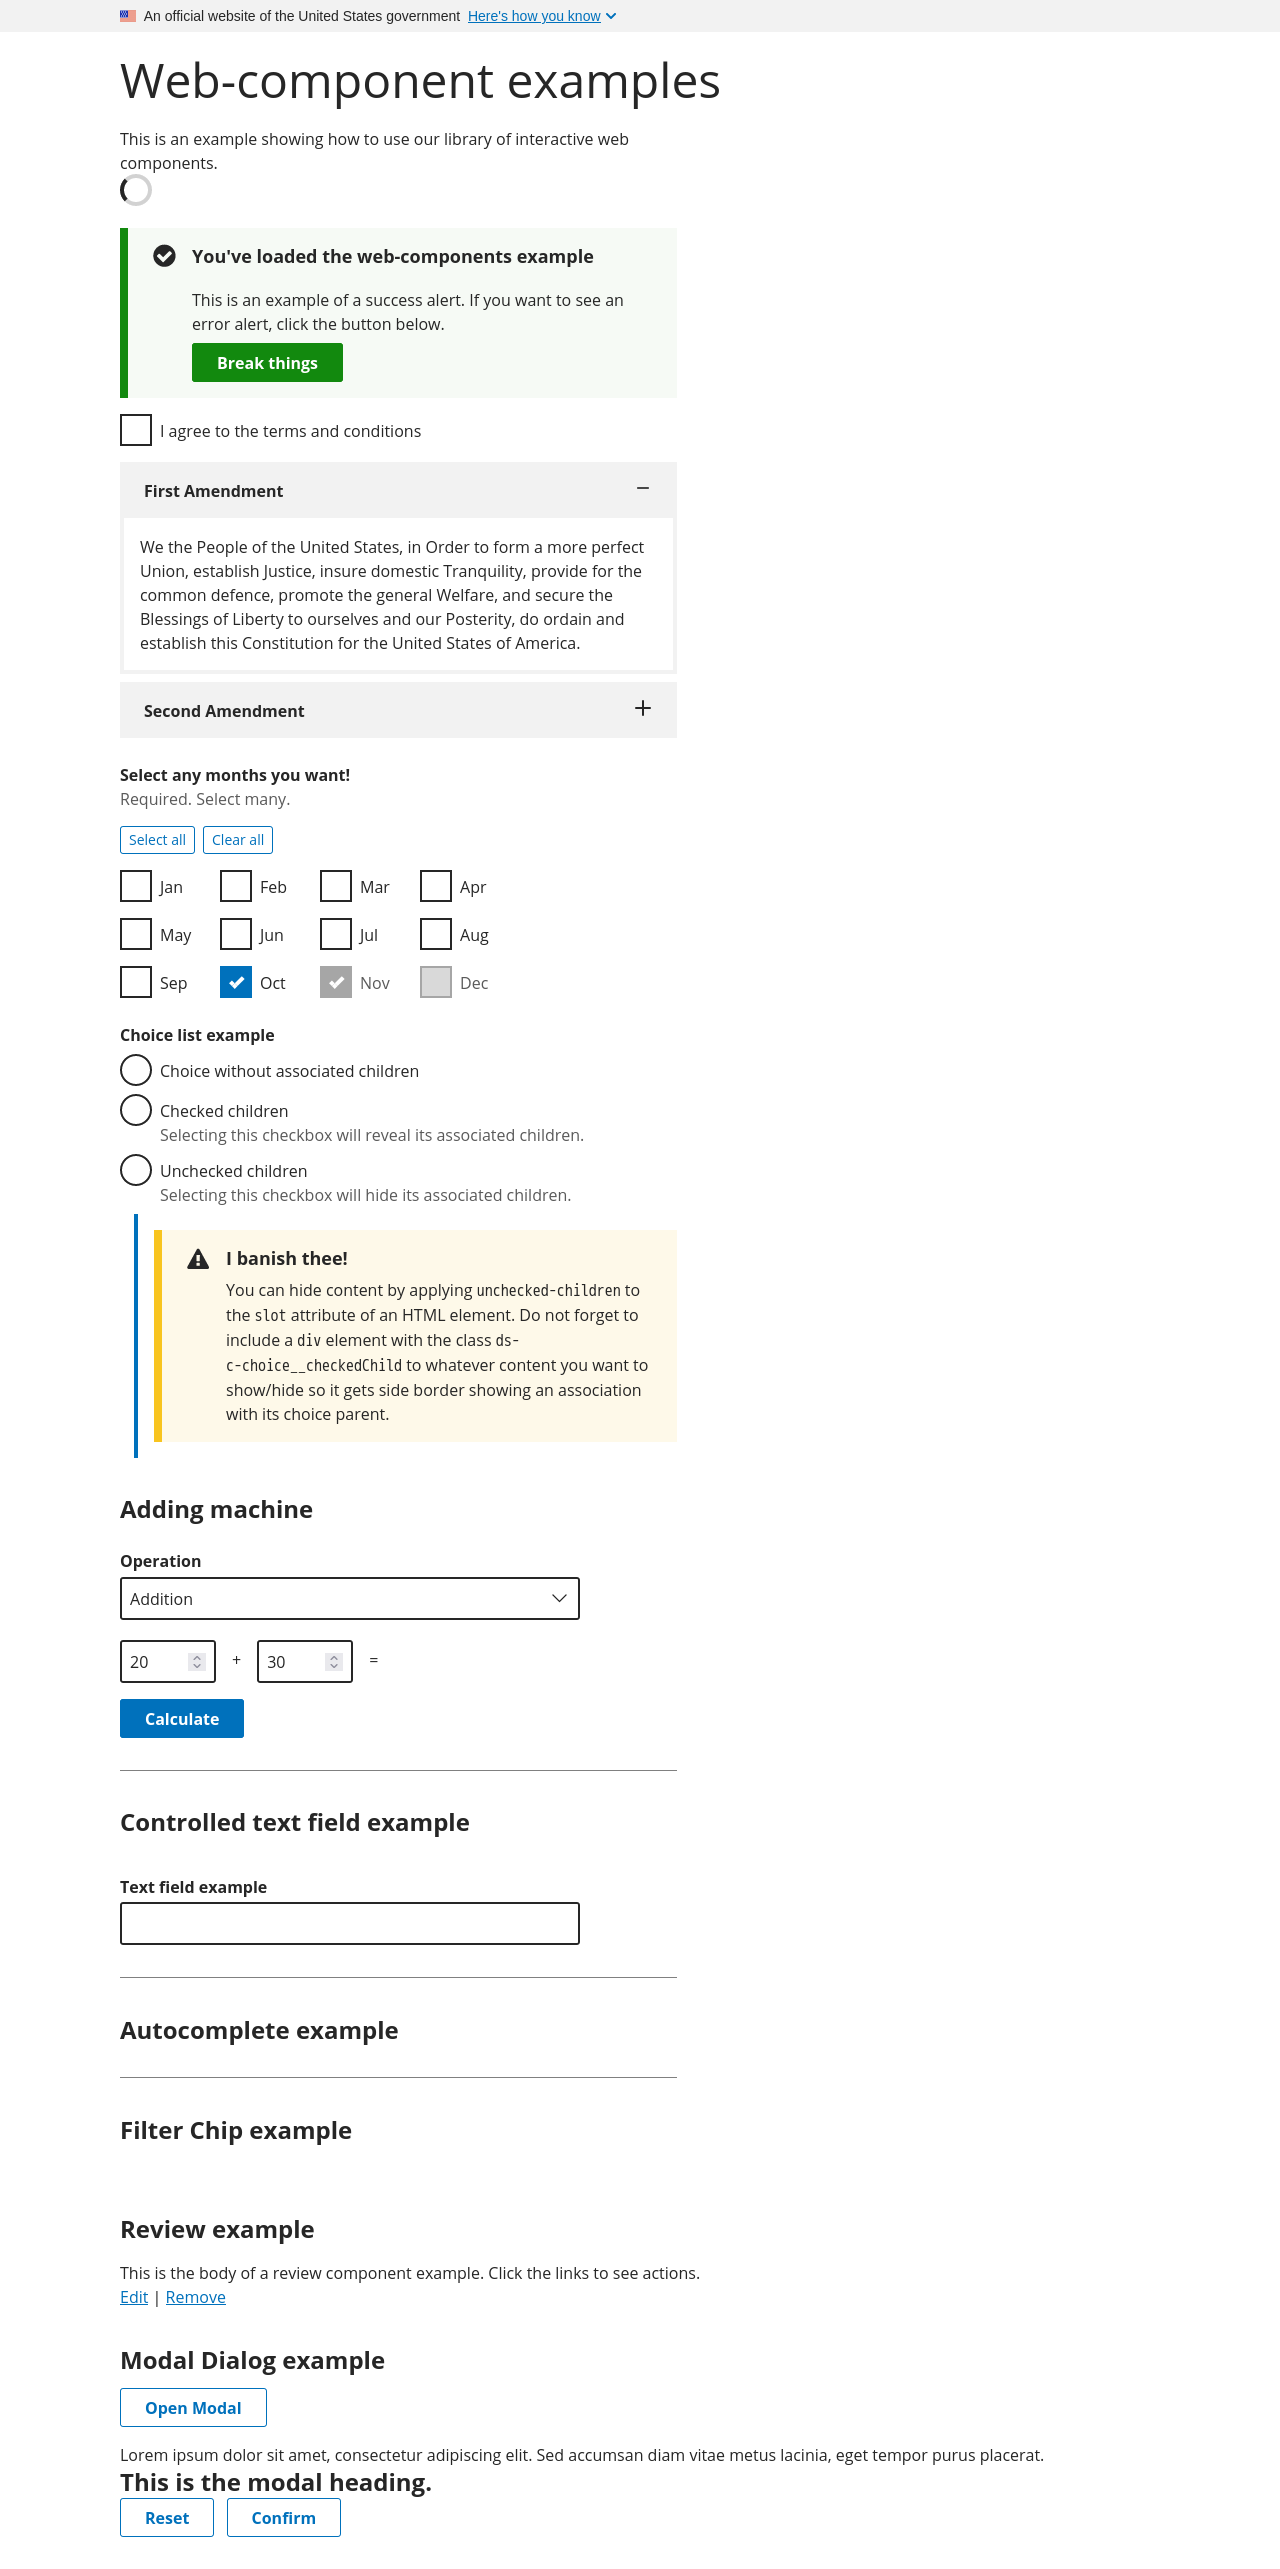 An official website of the United States government Here's how you know
Web-component examples
This is an example showing how to use our library of interactive web
components.
You've loaded the web-components example
This is an example of a success alert. If you want to see an
error alert, click the button below.
Break things
I agree to the terms and conditions
First Amendment
We the People of the United States, in Order to form a more perfect
Union, establish Justice, insure domestic Tranquility, provide for the
common defence, promote the general Welfare, and secure the
Blessings of Liberty to ourselves and our Posterity, do ordain and
establish this Constitution for the United States of America.
Second Amendment
Select any months you want!
Required. Select many.
Select all Clear all
Jan Feb Mar Apr
May Jun Jul Aug
Sep Oct Nov Dec
Choice list example
Choice without associated children
Checked children
Selecting this checkbox will reveal its associated children.
Unchecked children
Selecting this checkbox will hide its associated children.
I banish thee!
You can hide content by applying unchecked-children to
the slot attribute of an HTML element. Do not forget to
include a div element with the class ds-
c-choice__checkedChild to whatever content you want to
show/hide so it gets side border showing an association
with its choice parent.
Adding machine
Operation
Addition
20 + 30 =
Calculate
Controlled text field example
Text field example
Autocomplete example
Filter Chip example
Review example
This is the body of a review component example. Click the links to see actions.
Edit | Remove
Modal Dialog example
Open Modal
Lorem ipsum dolor sit amet, consectetur adipiscing elit. Sed accumsan diam vitae metus lacinia, eget tempor purus placerat.
This is the modal heading.
Reset Confirm